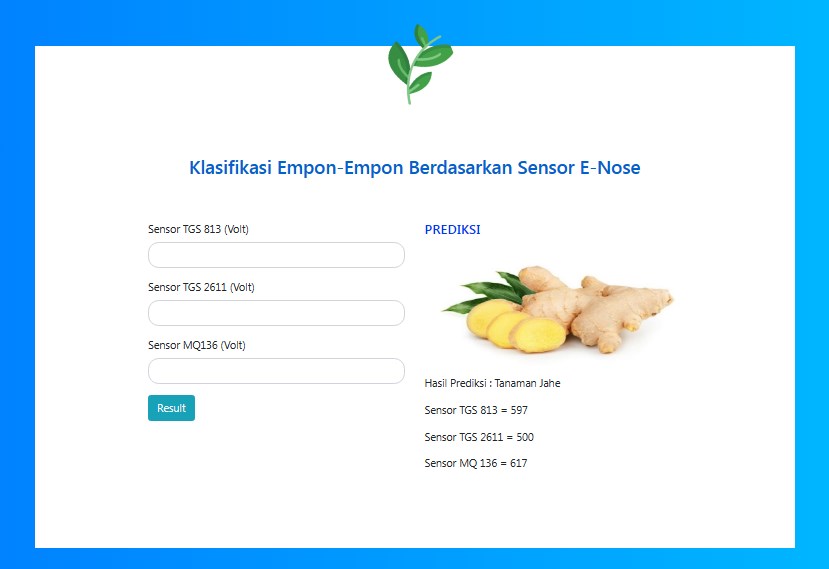 Klasifikasi Empon-Empon Berdasarkan Sensor E-Nose
Sensor TGS 813 (Volt)
Sensor TGS 2611 (Volt)
Sensor MQ136 (Volt)
Result
PREDIKSI
Hasil Prediksi : Tanaman Jahe
Sensor TGS 813 = 597
Sensor TGS 2611 = 500
Sensor MQ 136 = 617